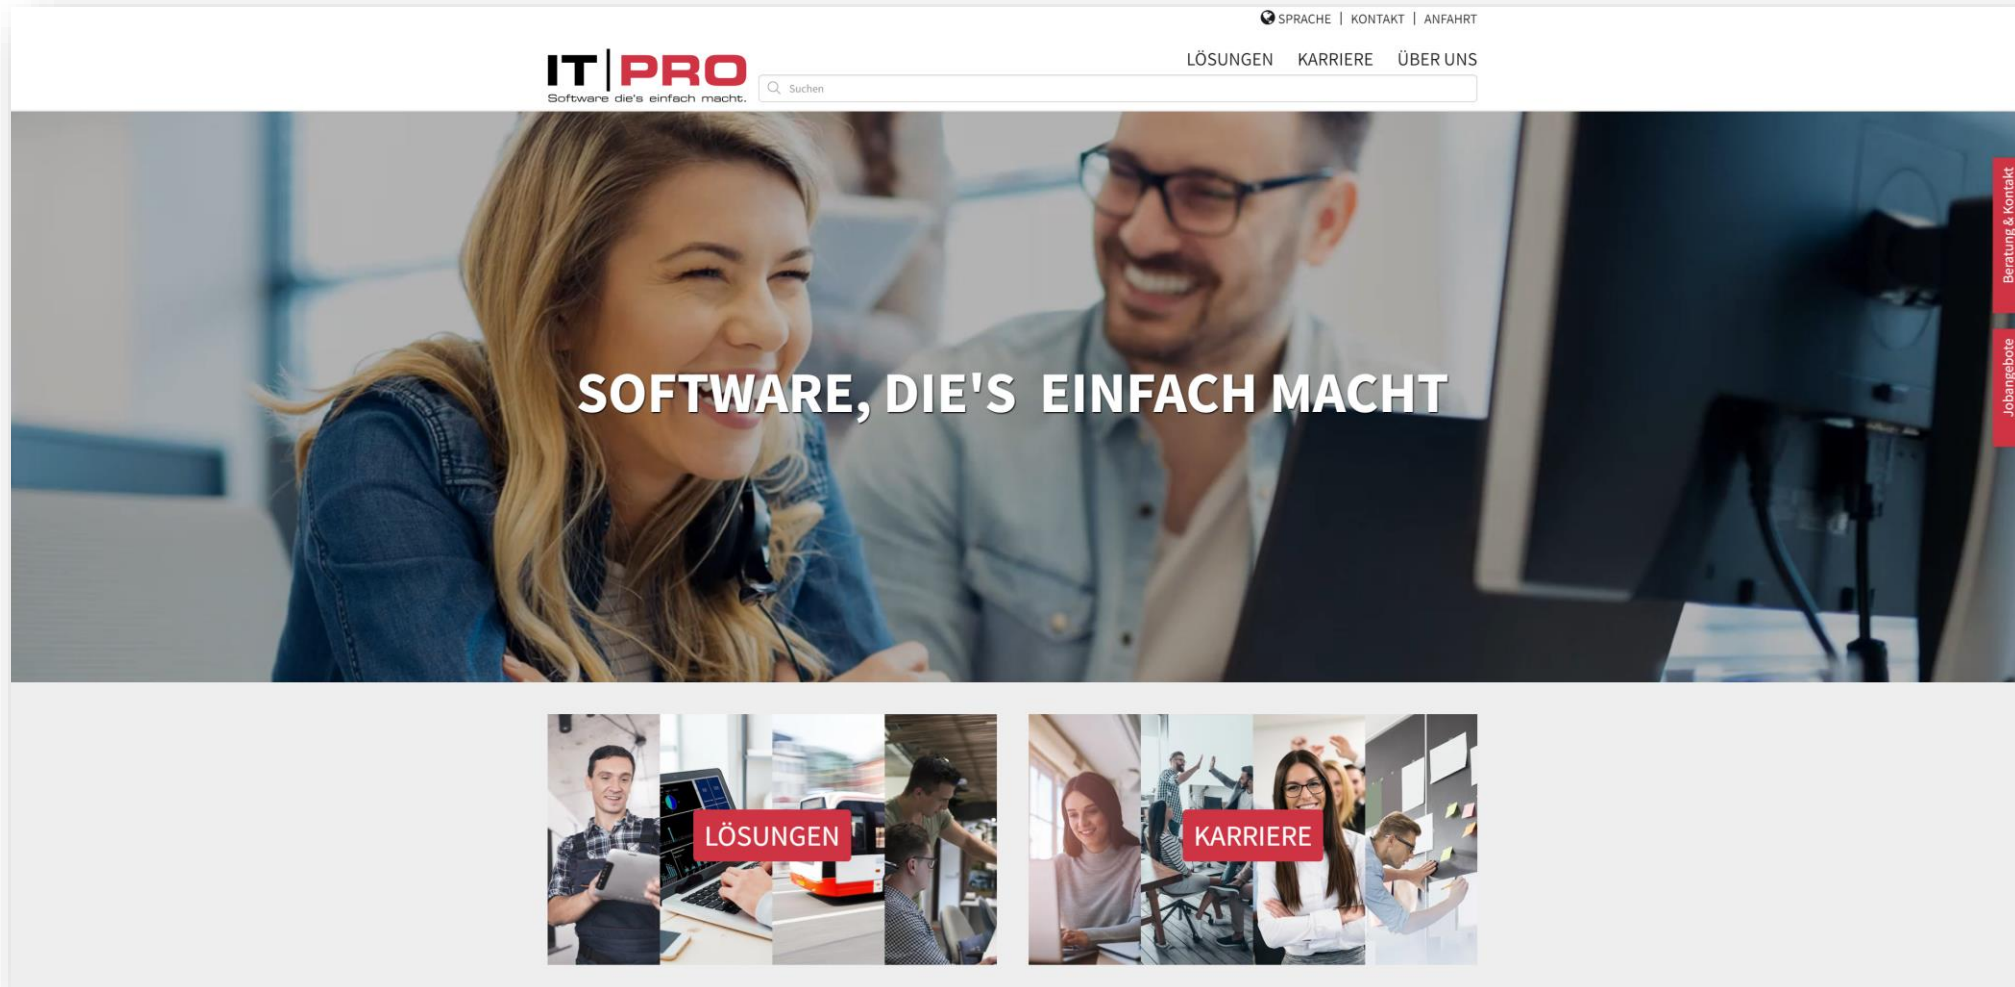 SPRACHE | KONTAKT | ANFAHRT
IT|PRO
Software die's einfach macht.
LÖSUNGEN KARRIERE ÜBER UNS
Suchen
Beratung & Kontakt
Jobangebote
SOFTWARE, DIE'S EINFACH MACHT
LÖSUNGEN
KARRIERE